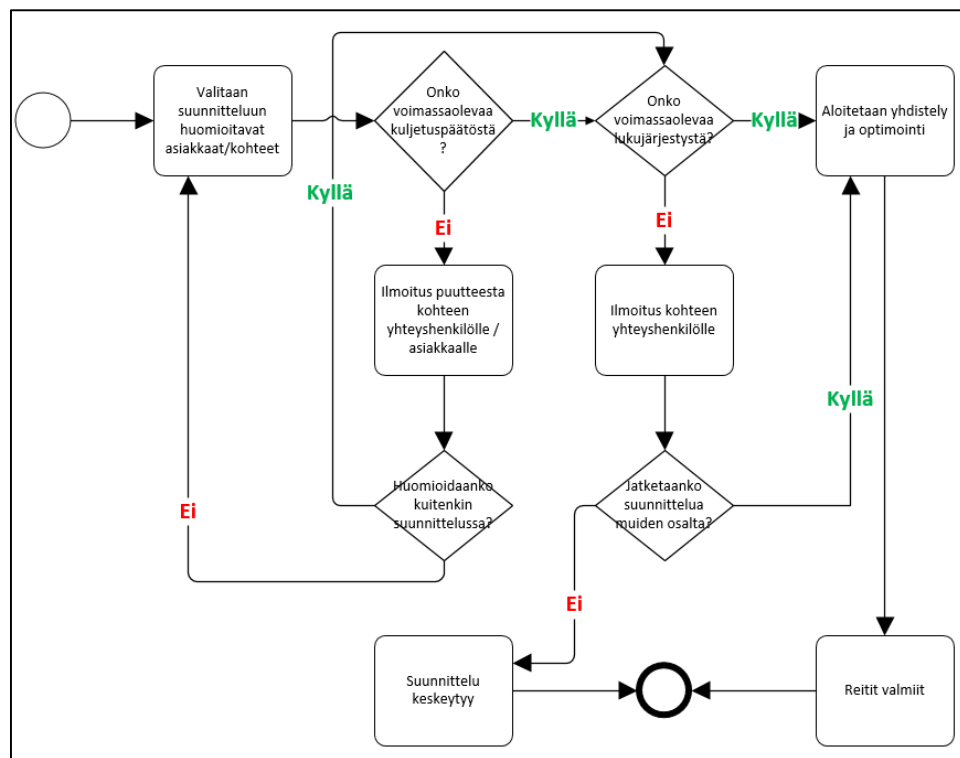 Valitaan
suunnitteluun
huomioitavat
asiakkaat/kohteet
Onko
voimassaolevaa
kuljetuspäätöstä
?
Kyllä
Onko
voimassaolevaa
lukujärjestystä?
Kyllä
Aloitetaan yhdistely
ja optimointi
Kyllä
Ei
Ei
Ilmoitus puutteesta
kohteen
yhteyshenkilölle /
asiakkaalle
Ilmoitus kohteen
yhteyshenkilölle
Kyllä
Huomioidaanko
kuitenkin
suunnittelussa?
Jatketaanko
suunnittelua
muiden osalta?
Ei
Ei
Suunnittelu
keskeytyy
Reitit valmiit